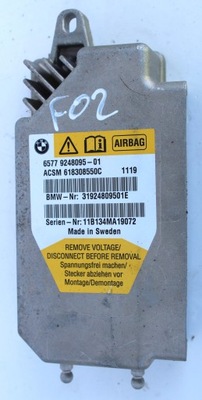 F02
AIRBAG
6577 9248095-01
ACSM 618308550C 1119
BMW-Nr: 31924809501E
Serien-Nr:11B134MA19072
Made in Sweden
REMOVE VOLTAGE/
DISCONNECT BEFORE REMOVAL
Spannungsfrei machen/
Stecker abziehen vor
Montage/Demontage